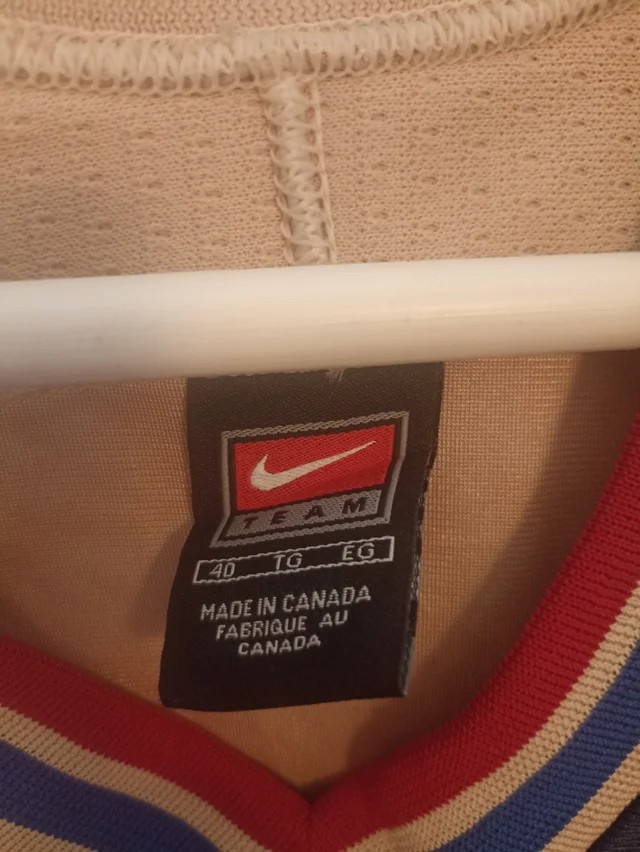 TEAM
40 TG EG
MADE IN CANADA
FABRIQUE AU
CANADA